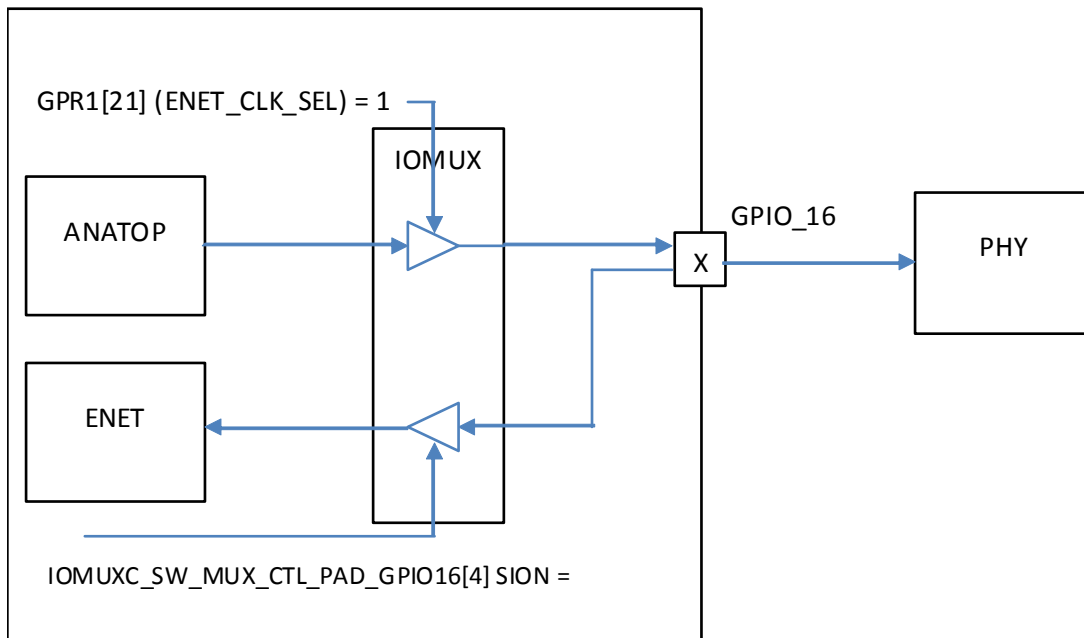 GPR1[21] (ENET_CLK_SEL) = 1
IOMUX
ANATOP
GPIO_16
PHY
X
ENET
IOMUXC_SW_MUX_CTL_PAD_GPIO16[4] SION =